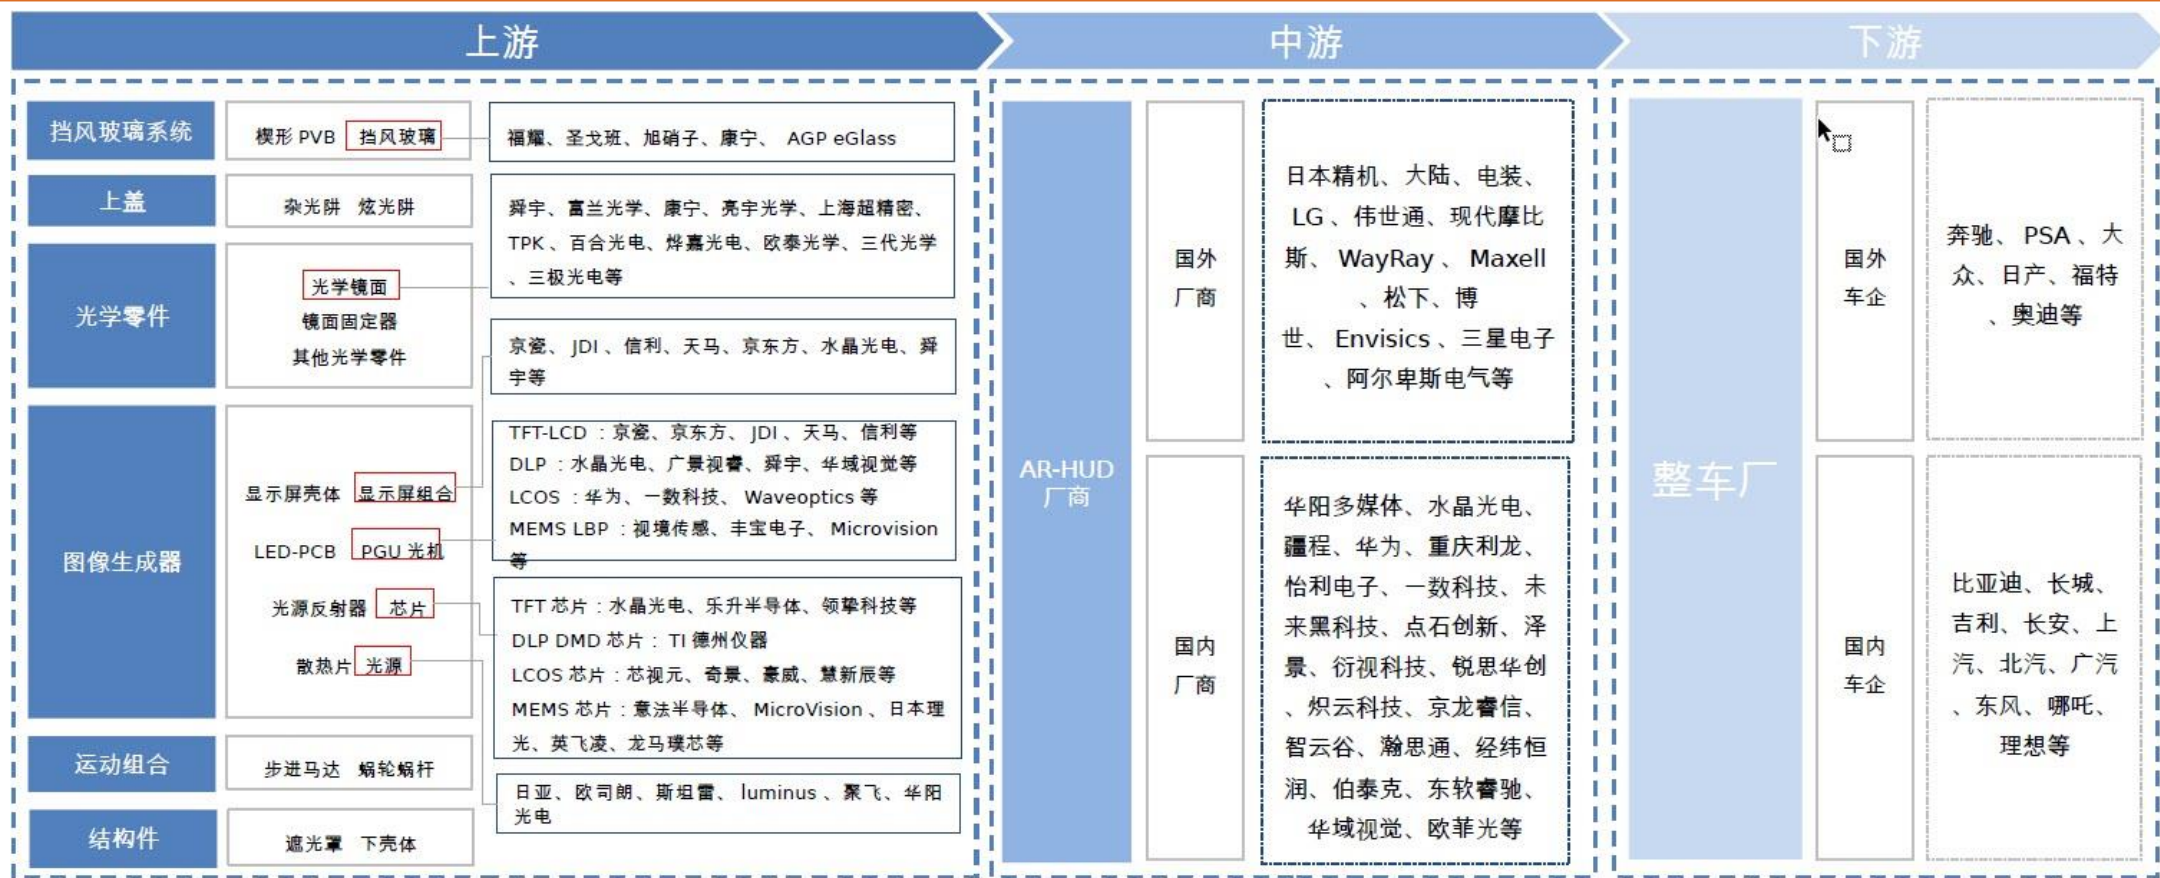 上游
中游
下游
挡风玻璃系统
楔形 PVB 挡风玻璃
福耀、圣戈班、旭硝子、康宁、 AGP eGlass
上盖
杂光阱 炫光阱
舜宇、富兰光学、康宁、亮宇光学、上海超精密、
TPK 、百合光电、烨嘉光电、欧泰光学、三代光学
、三极光电等
光学零件
光学镜面
镜面固定器
其他光学零件
京瓷、 JDI 、信利、天马、京东方、水晶光电、舜
宇等
图像生成器
显示屏壳体 显示屏组合
LED-PCB PGU 光机
光源反射器 芯片
散热片 光源
TFT-LCD ：京瓷、京东方、 JDI 、天马、信利等
DLP ：水晶光电、广景视睿、舜宇、华域视觉等
LCOS ：华为、一数科技、 Waveoptics 等
MEMS LBP ：视境传感、丰宝电子、 Microvision
等
TFT 芯片：水晶光电、乐升半导体、领挚科技等
DLP DMD 芯片： TI 德州仪器
LCOS 芯片：芯视元、奇景、豪威、慧新辰等
MEMS 芯片：意法半导体、 MicroVision 、日本理
光、英飞凌、龙马璞芯等
运动组合
步进马达 蜗轮蜗杆
日亚、欧司朗、斯坦雷、 luminus 、聚飞、华阳
光电
结构件
遮光罩 下壳体
AR-HUD
厂商
国外
厂商
日本精机、大陆、电装、
LG 、伟世通、现代摩比
斯、 WayRay 、 Maxell
、松下、博
世、 Envisics 、三星电子
、阿尔卑斯电气等
国内
厂商
华阳多媒体、水晶光电、
疆程、华为、重庆利龙、
怡利电子、一数科技、未
来黑科技、点石创新、泽
景、衍视科技、锐思华创
、炽云科技、京龙睿信、
智云谷、瀚思通、经纬恒
润、伯泰克、东软睿驰、
华域视觉、欧菲光等
整车厂
国外
车企
奔驰、 PSA 、大
众、日产、福特
、奥迪等
国内
车企
比亚迪、长城、
吉利、长安、上
汽、北汽、广汽
、东风、哪吒、
理想等